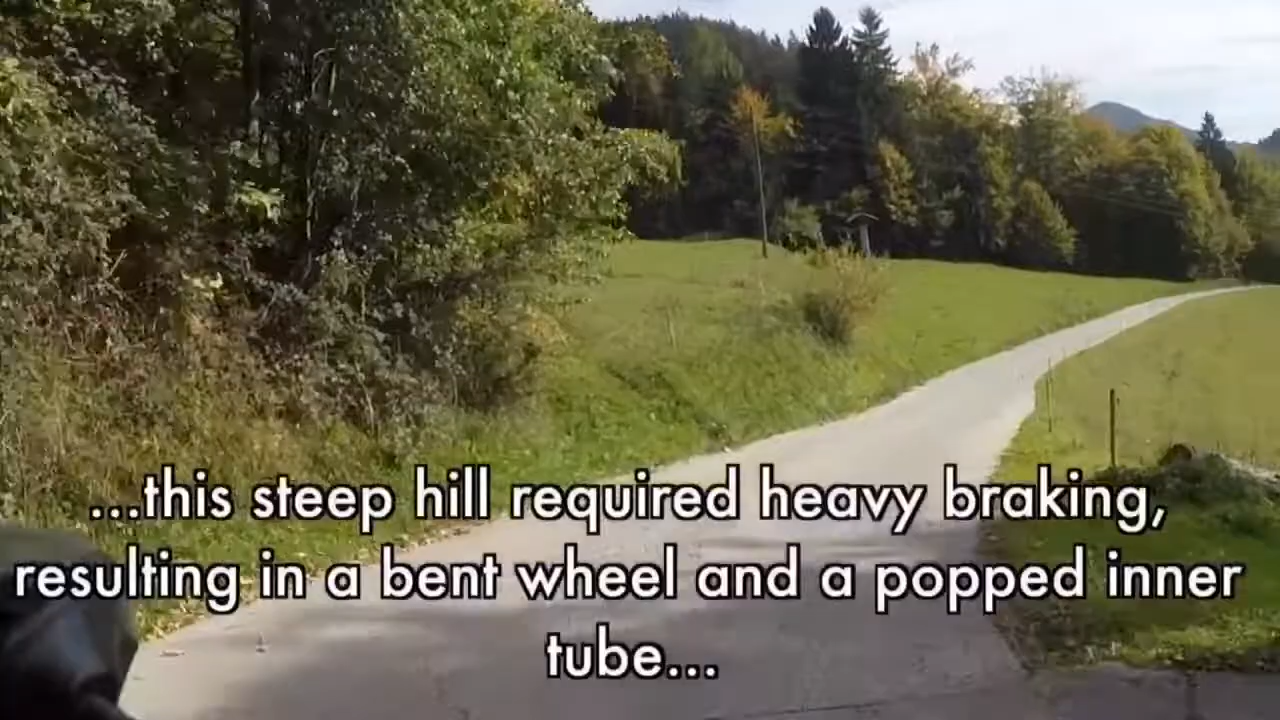 ...this steep hill required heavy braking,
resulting in a bent wheel and a popped inner
tube...